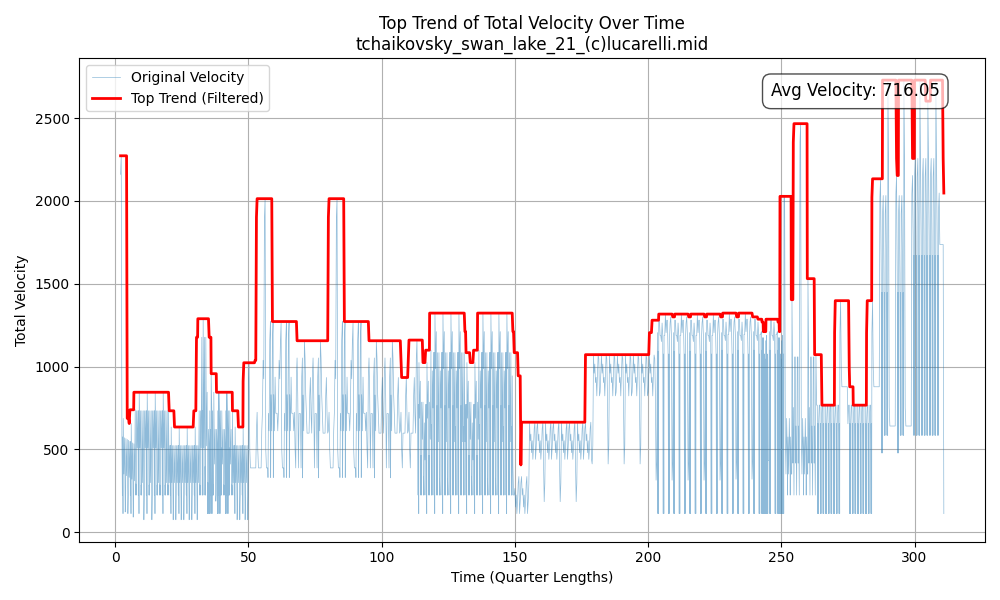 Top Trend of Total Velocity Over Time
tchaikovsky_swan_lake_21_(c)lucarelli.mid
Original Velocity
Top Trend (Filtered)
Avg Velocity: 716.05
Total Velocity
2500
2000
1500
1000
500
0
0 50 100 150 200 250 300
Time (Quarter Lengths)